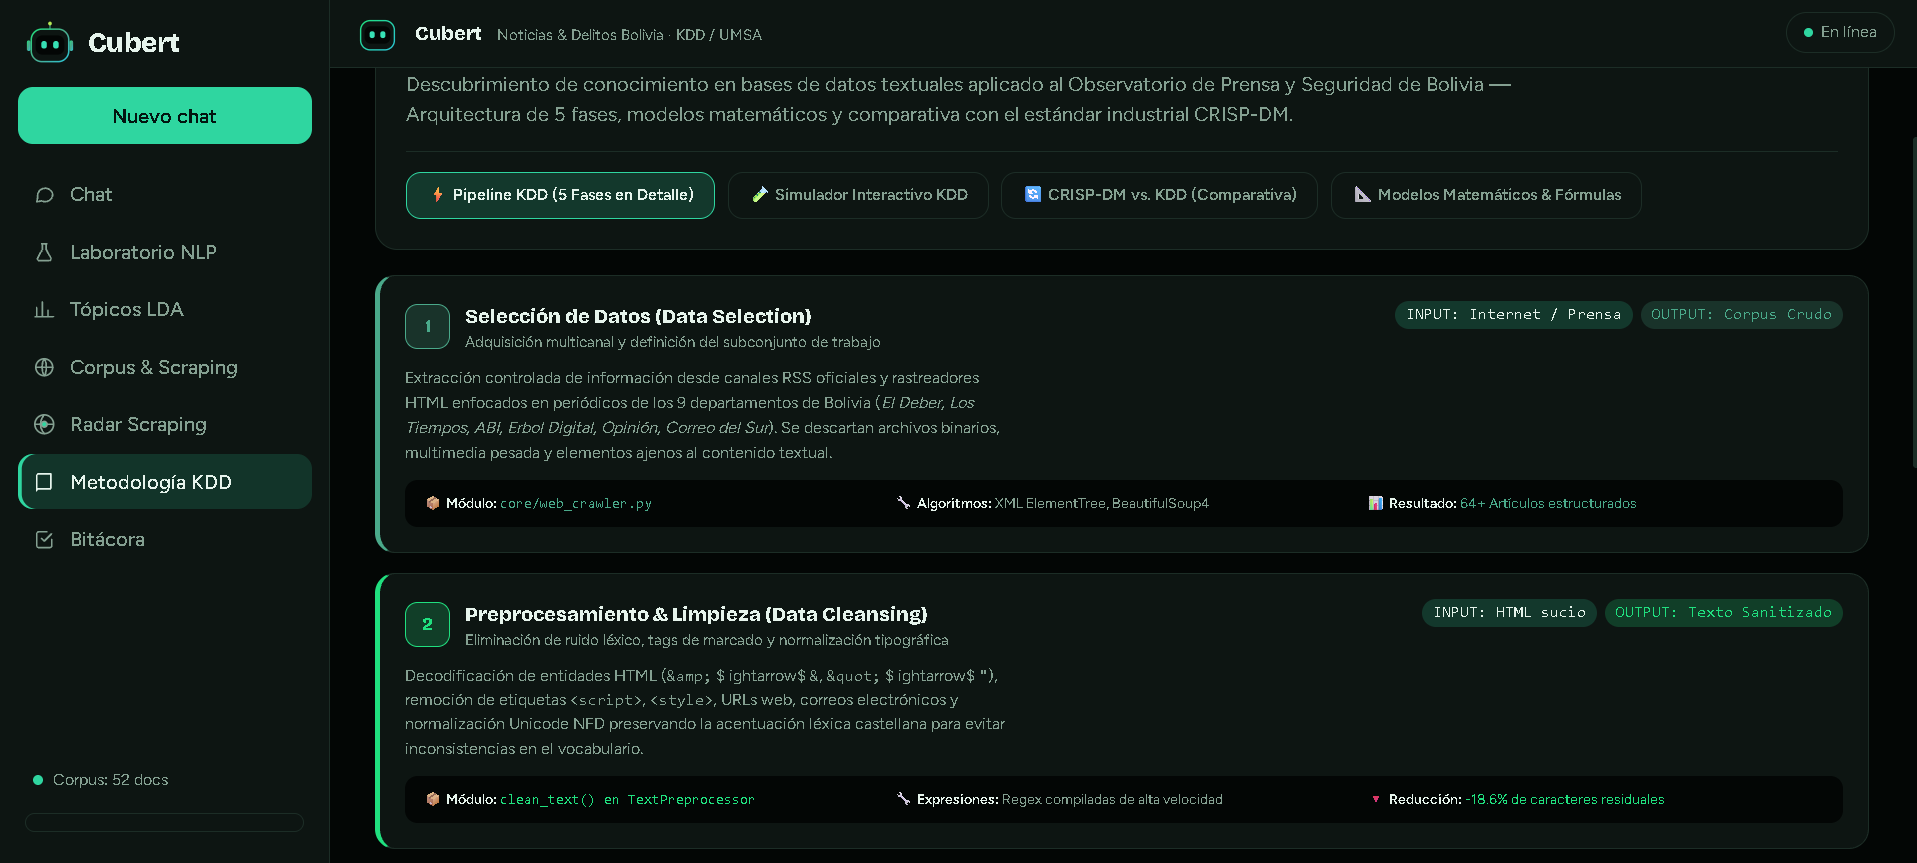 Cubert
Nuevo chat
Chat
Laboratorio NLP
Tópicos LDA
Corpus & Scraping
Radar Scraping
Metodología KDD
Bitácora
Corpus: 52 docs
Cubert Noticias & Delitos Bolivia · KDD / UMSA
En línea
Descubrimiento de conocimiento en bases de datos textuales aplicado al Observatorio de Prensa y Seguridad de Bolivia —
Arquitectura de 5 fases, modelos matemáticos y comparativa con el estándar industrial CRISP-DM.
Pipeline KDD (5 Fases en Detalle)
Simulador Interactivo KDD
CRISP-DM vs. KDD (Comparativa)
Modelos Matemáticos & Fórmulas
1
Selección de Datos (Data Selection)
Adquisición multicanal y definición del subconjunto de trabajo
INPUT: Internet / Prensa
OUTPUT: Corpus Crudo
Extracción controlada de información desde canales RSS oficiales y rastreadores
HTML enfocados en periódicos de los 9 departamentos de Bolivia (El Deber, Los
Tiempos, ABI, Erbol Digital, Opinión, Correo del Sur). Se descartan archivos binarios,
multimedia pesada y elementos ajenos al contenido textual.
Módulo: core/web_crawler.py
Algoritmos: XML ElementTree, BeautifulSoup4
Resultado: 64+ Artículos estructurados
2
Preprocesamiento & Limpieza (Data Cleansing)
Eliminación de ruido léxico, tags de marcado y normalización tipográfica
INPUT: HTML sucio
OUTPUT: Texto Sanitizado
Decodificación de entidades HTML (&amp; $ ightarrow$ &, &quot; $ ightarrow$ "),
remoción de etiquetas <script>, <style>, URLs web, correos electrónicos y
normalización Unicode NFD preservando la acentuación léxica castellana para evitar
inconsistencias en el vocabulario.
Módulo: clean_text() en TextPreprocessor
Expresiones: Regex compiladas de alta velocidad
Reducción: -18.6% de caracteres residuales